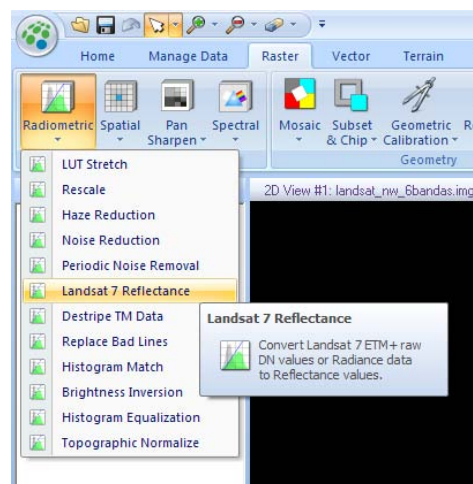 Home Manage Data Raster Vector Terrain
Radiometric Spatial Pan Sharpen Spectral Mosaic Subset & Chip Geometric Calibration
Geometry
2D View #1: landsat_nw_6bandas.img
LUT Stretch
Rescale
Haze Reduction
Noise Reduction
Periodic Noise Removal
Landsat 7 Reflectance
Destripe TM Data
Replace Bad Lines
Histogram Match
Brightness Inversion
Histogram Equalization
Topographic Normalize
Landsat 7 Reflectance
Convert Landsat 7 ETM+ raw
DN values or Radiance data
to Reflectance values.